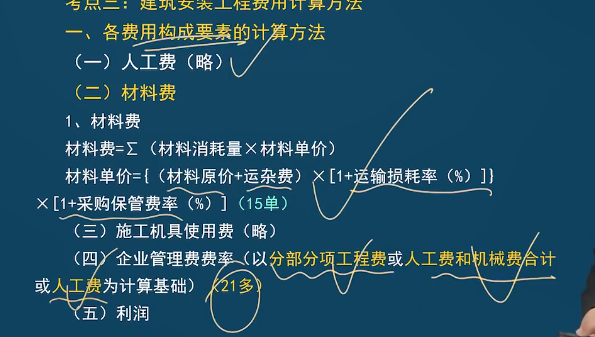 考点三：建筑安装工程费用计算方法
一、各费用构成要素的计算方法
（一）人工费（略）
（二）材料费
1、材料费
材料费=∑（材料消耗量×材料单价）
材料单价={（材料原价+运杂费）×[1+运输损耗率（%）]}
×[1+采购保管费率（%）]（15单）
（三）施工机具使用费（略）
（四）企业管理费费率（以分部分项工程费或人工费和机械费合计
或人工费为计算基础）（21多）
（五）利润